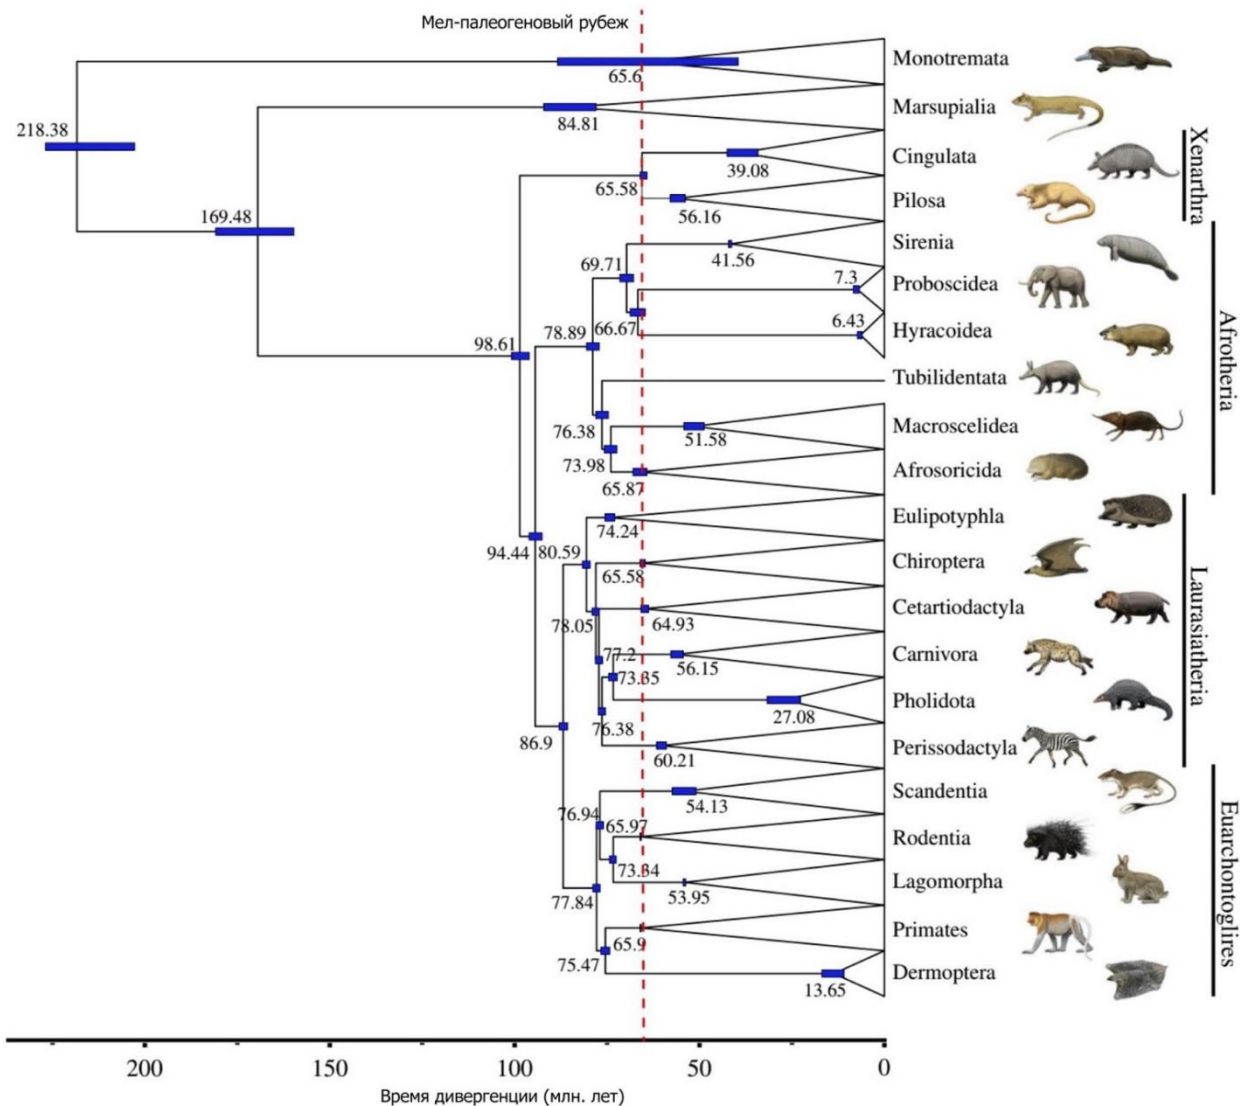 Мел-палеогеновый рубеж
Monotremata
65.6
Marsupialia
84.81
218.38
Cingulata
39.08
65.58
Pilosa
56.16
Xenarthra
169.48
Sirenia
41.56
69.71
Proboscidea
7.3
66.67
Hyracoidea
6.43
78.89
98.61
Tubilidentata
76.38
Macroscelidea
51.58
73.98
Afrosoricida
65.87
Afrotheria
Eulipotyphla
74.24
94.44
80.59
Chiroptera
65.58
Cetartiodactyla
64.93
78.05
Carnivora
56.15
77.2
73.35
Pholidota
27.08
76.38
Perissodactyla
60.21
86.9
Laurasiatheria
Scandentia
54.13
76.94
65.97
Rodentia
73.34
Lagomorpha
53.95
77.84
Primates
65.9
75.47
Dermoptera
13.65
Euarchontoglires
200
150
100
50
0
Время дивергенции (млн. лет)